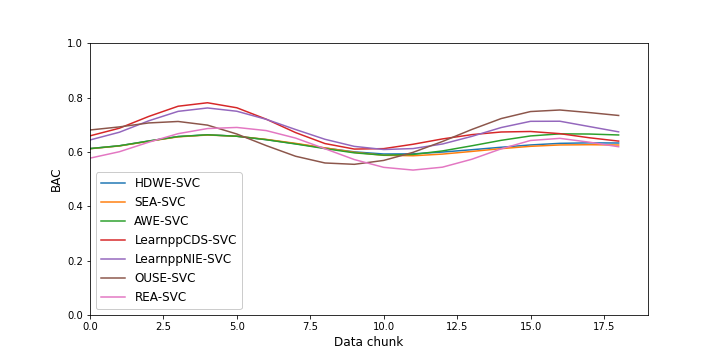 1.0
0.8
0.6
0.4
0.2
0.0
BAC
HDWE-SVC
SEA-SVC
AWE-SVC
LearnppCDS-SVC
LearnppNIE-SVC
OUSE-SVC
REA-SVC
0.0 2.5 5.0 7.5 10.0 12.5 15.0 17.5
Data chunk